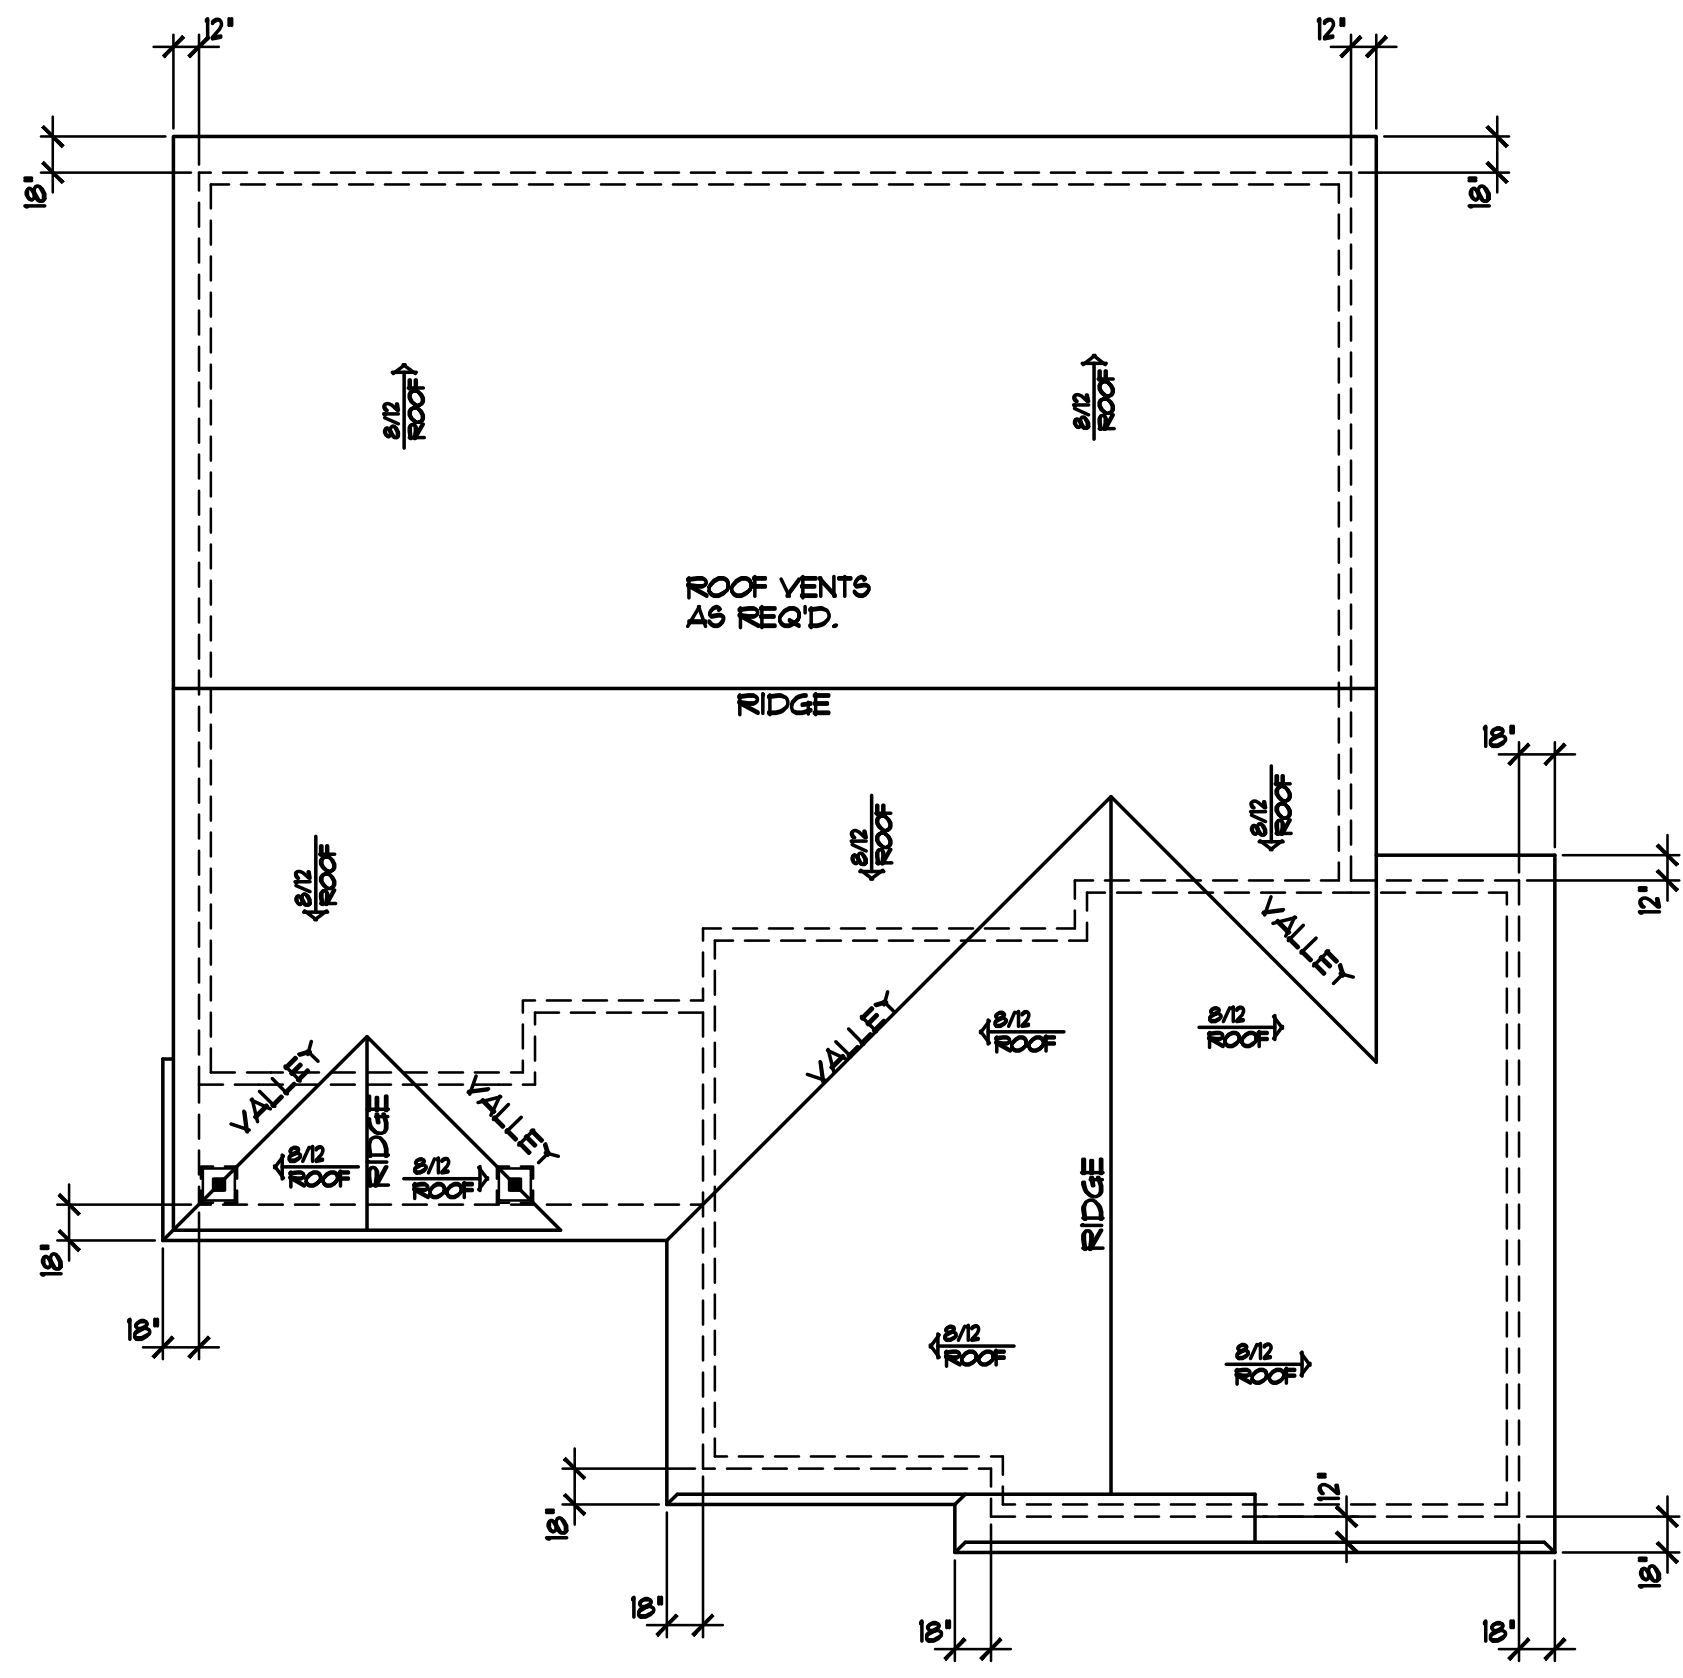 12"
12"
18"
18"
8/12
ROOF
8/12
ROOF
ROOF VENTS
AS REQ'D.
RIDGE
18"
8/12
ROOF
8/12
ROOF
8/12
ROOF
12"
VALLEY
VALLEY
8/12
ROOF
8/12
ROOF
VALLEY
VALLEY
RIDGE
8/12
ROOF
8/12
ROOF
RIDGE
18"
18"
8/12
ROOF
8/12
ROOF
12"
18"
18"
18"
18"
18"